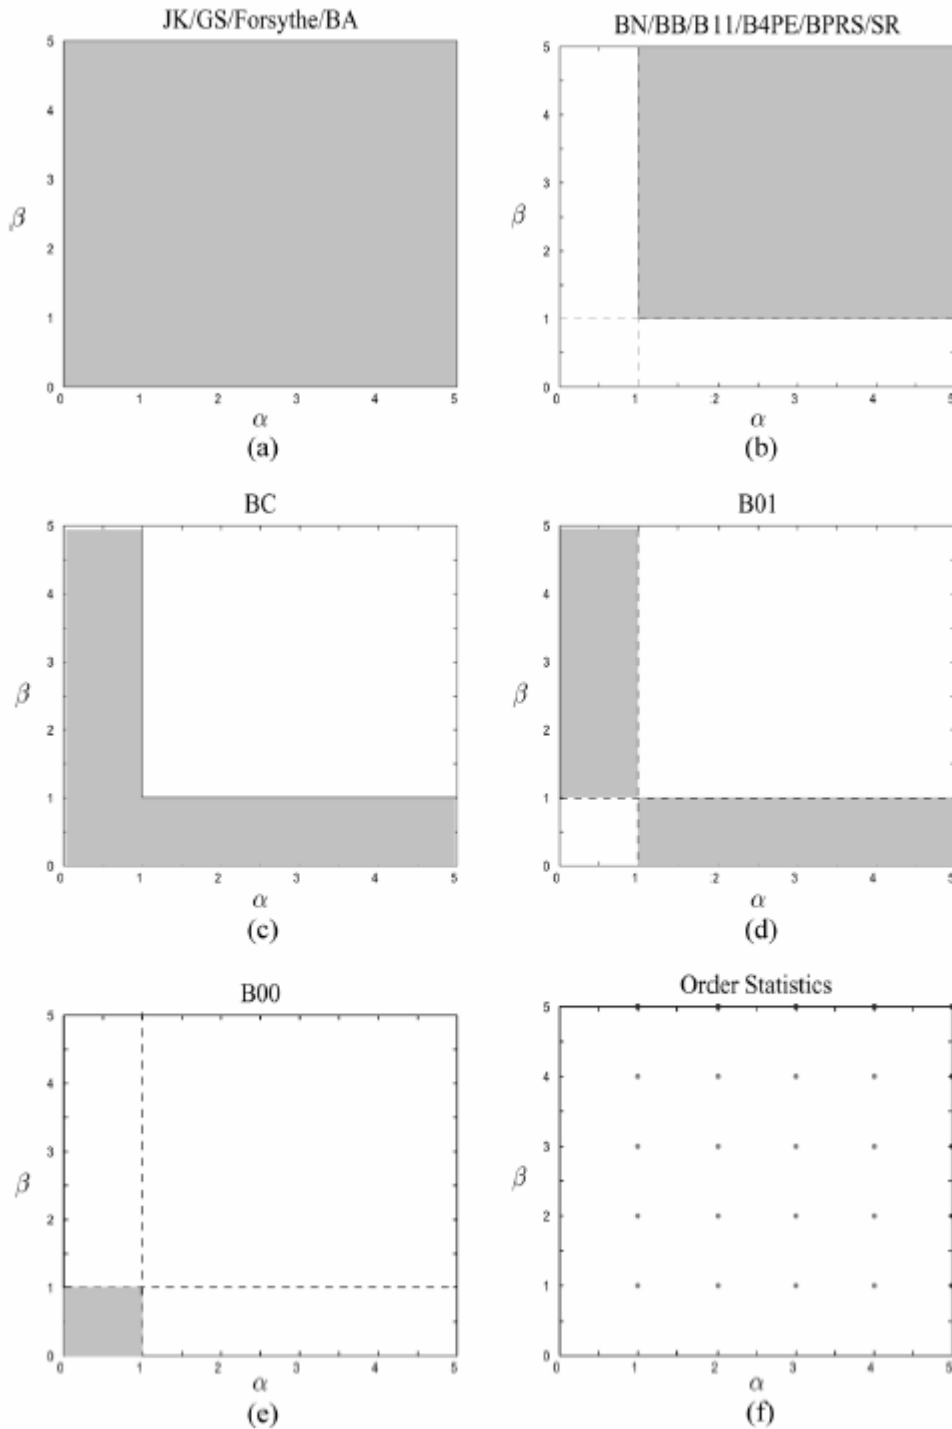 JK/GS/Forsythe/BA
5
4
3
β
2
1
0
0 1 2 3 4 5
α
(a)
BN/BB/B11/B4PE/BPRS/SR
5
4
3
β
2
1
0
0 1 2 3 4 5
α
(b)
BC
5
4
3
β
2
1
0
0 1 2 3 4 5
α
(c)
B01
5
4
3
β
2
1
0
0 1 2 3 4 5
α
(d)
B00
5
4
3
β
2
1
0
0 1 2 3 4 5
α
(e)
Order Statistics
5
4
3
β
2
1
0
0 1 2 3 4 5
α
(f)